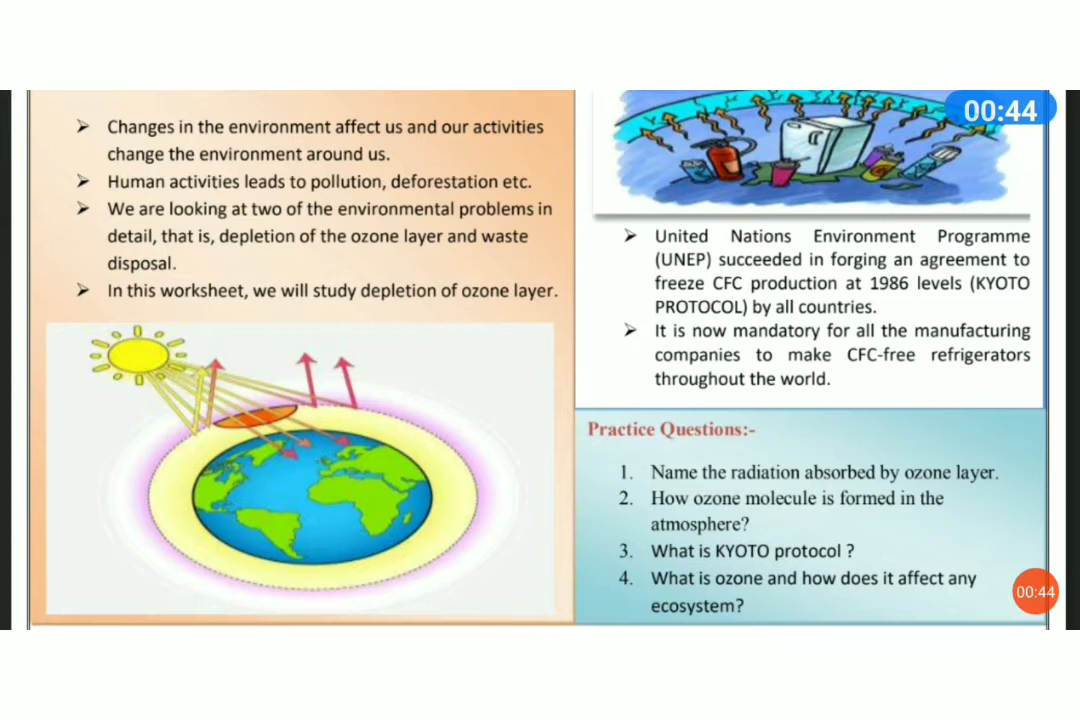 ➢ Changes in the environment affect us and our activities
change the environment around us.
➢ Human activities leads to pollution, deforestation etc.
➢ We are looking at two of the environmental problems in
detail, that is, depletion of the ozone layer and waste
disposal.
➢ In this worksheet, we will study depletion of ozone layer.
00:44
➢ United Nations Environment Programme
(UNEP) succeeded in forging an agreement to
freeze CFC production at 1986 levels (KYOTO
PROTOCOL) by all countries.
➢ It is now mandatory for all the manufacturing
companies to make CFC-free refrigerators
throughout the world.
Practice Questions:-
1. Name the radiation absorbed by ozone layer.
2. How ozone molecule is formed in the
atmosphere?
3. What is KYOTO protocol ?
4. What is ozone and how does it affect any
ecosystem?
00:44